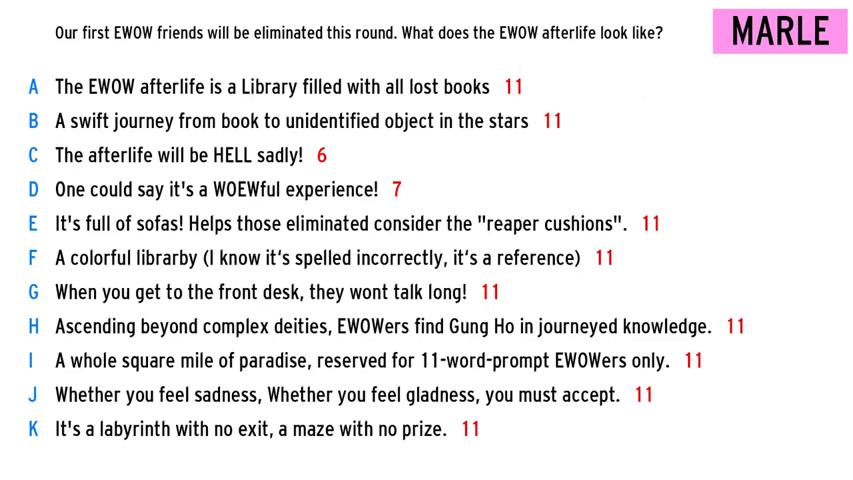 Our first EWOW friends will be eliminated this round. What does the EWOW afterlife look like?
MARLE
A The EWOW afterlife is a Library filled with all lost books 11
B A swift journey from book to unidentified object in the stars 11
C The afterlife will be HELL sadly! 6
D One could say it's a WOEWful experience! 7
E It's full of sofas! Helps those eliminated consider the "reaper cushions". 11
F A colorful librarby (I know it's spelled incorrectly, it's a reference) 11
G When you get to the front desk, they wont talk long! 11
H Ascending beyond complex deities, EWOWers find Gung Ho in journeyed knowledge. 11
I A whole square mile of paradise, reserved for 11-word-prompt EWOWers only. 11
J Whether you feel sadness, Whether you feel gladness, you must accept. 11
K It's a labyrinth with no exit, a maze with no prize. 11